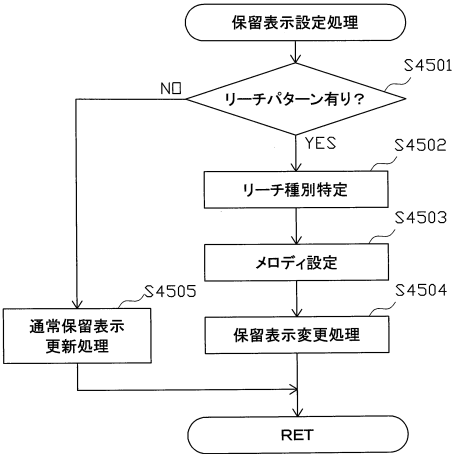 保留表示設定処理
S4501
リーチパターン有り？
NO
YES
S4502
リーチ種別特定
S4503
メロディ設定
S4505
S4504
通常保留表示
更新処理
保留表示変更処理
RET